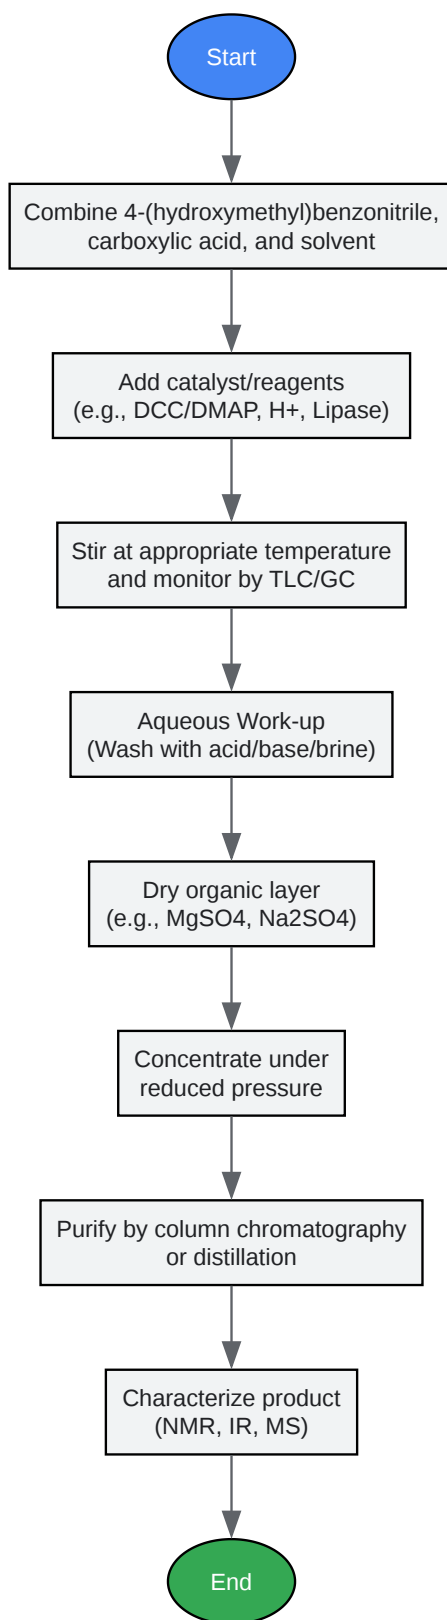 Start
Combine 4-(hydroxymethyl)benzonitrile,
carboxylic acid, and solvent
Add catalyst/reagents
(e.g., DCC/DMAP, H+, Lipase)
Stir at appropriate temperature
and monitor by TLC/GC
Aqueous Work-up
(Wash with acid/base/brine)
Dry organic layer
(e.g., MgSO4, Na2SO4)
Concentrate under
reduced pressure
Purify by column chromatography
or distillation
Characterize product
(NMR, IR, MS)
End